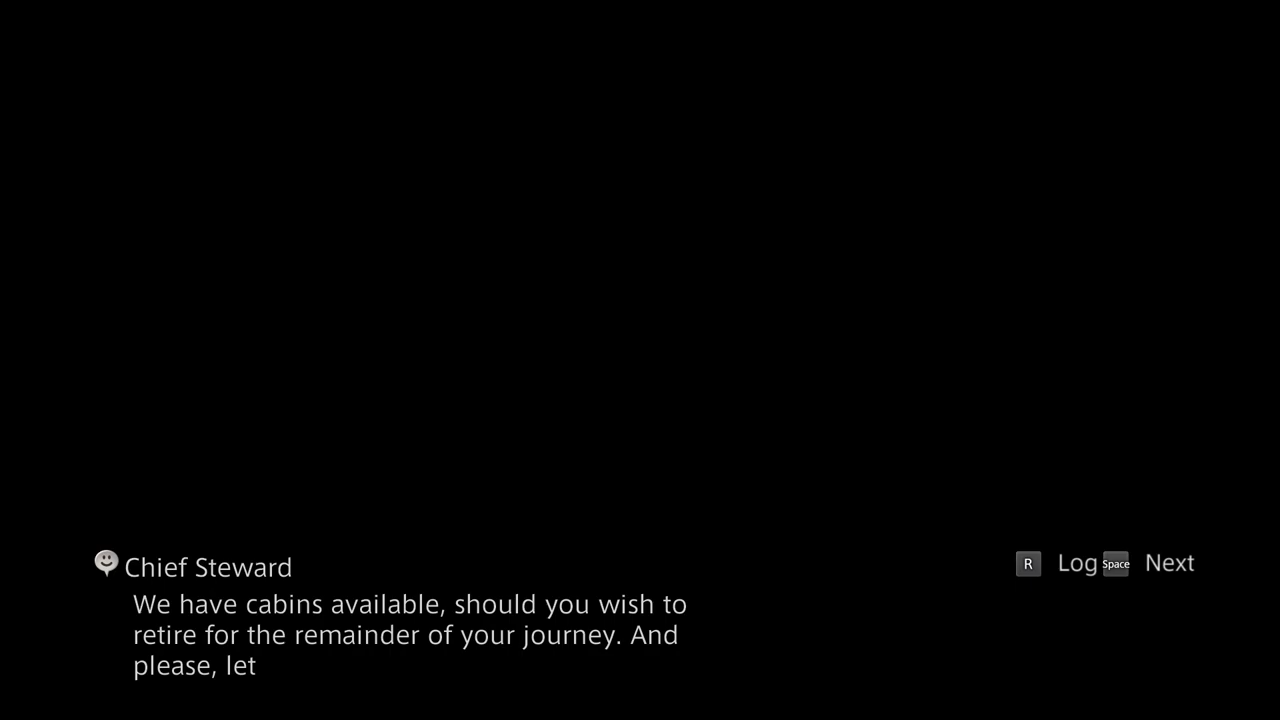 Chief Steward
R Log Space Next
We have cabins available, should you wish to
retire for the remainder of your journey. And
please, let